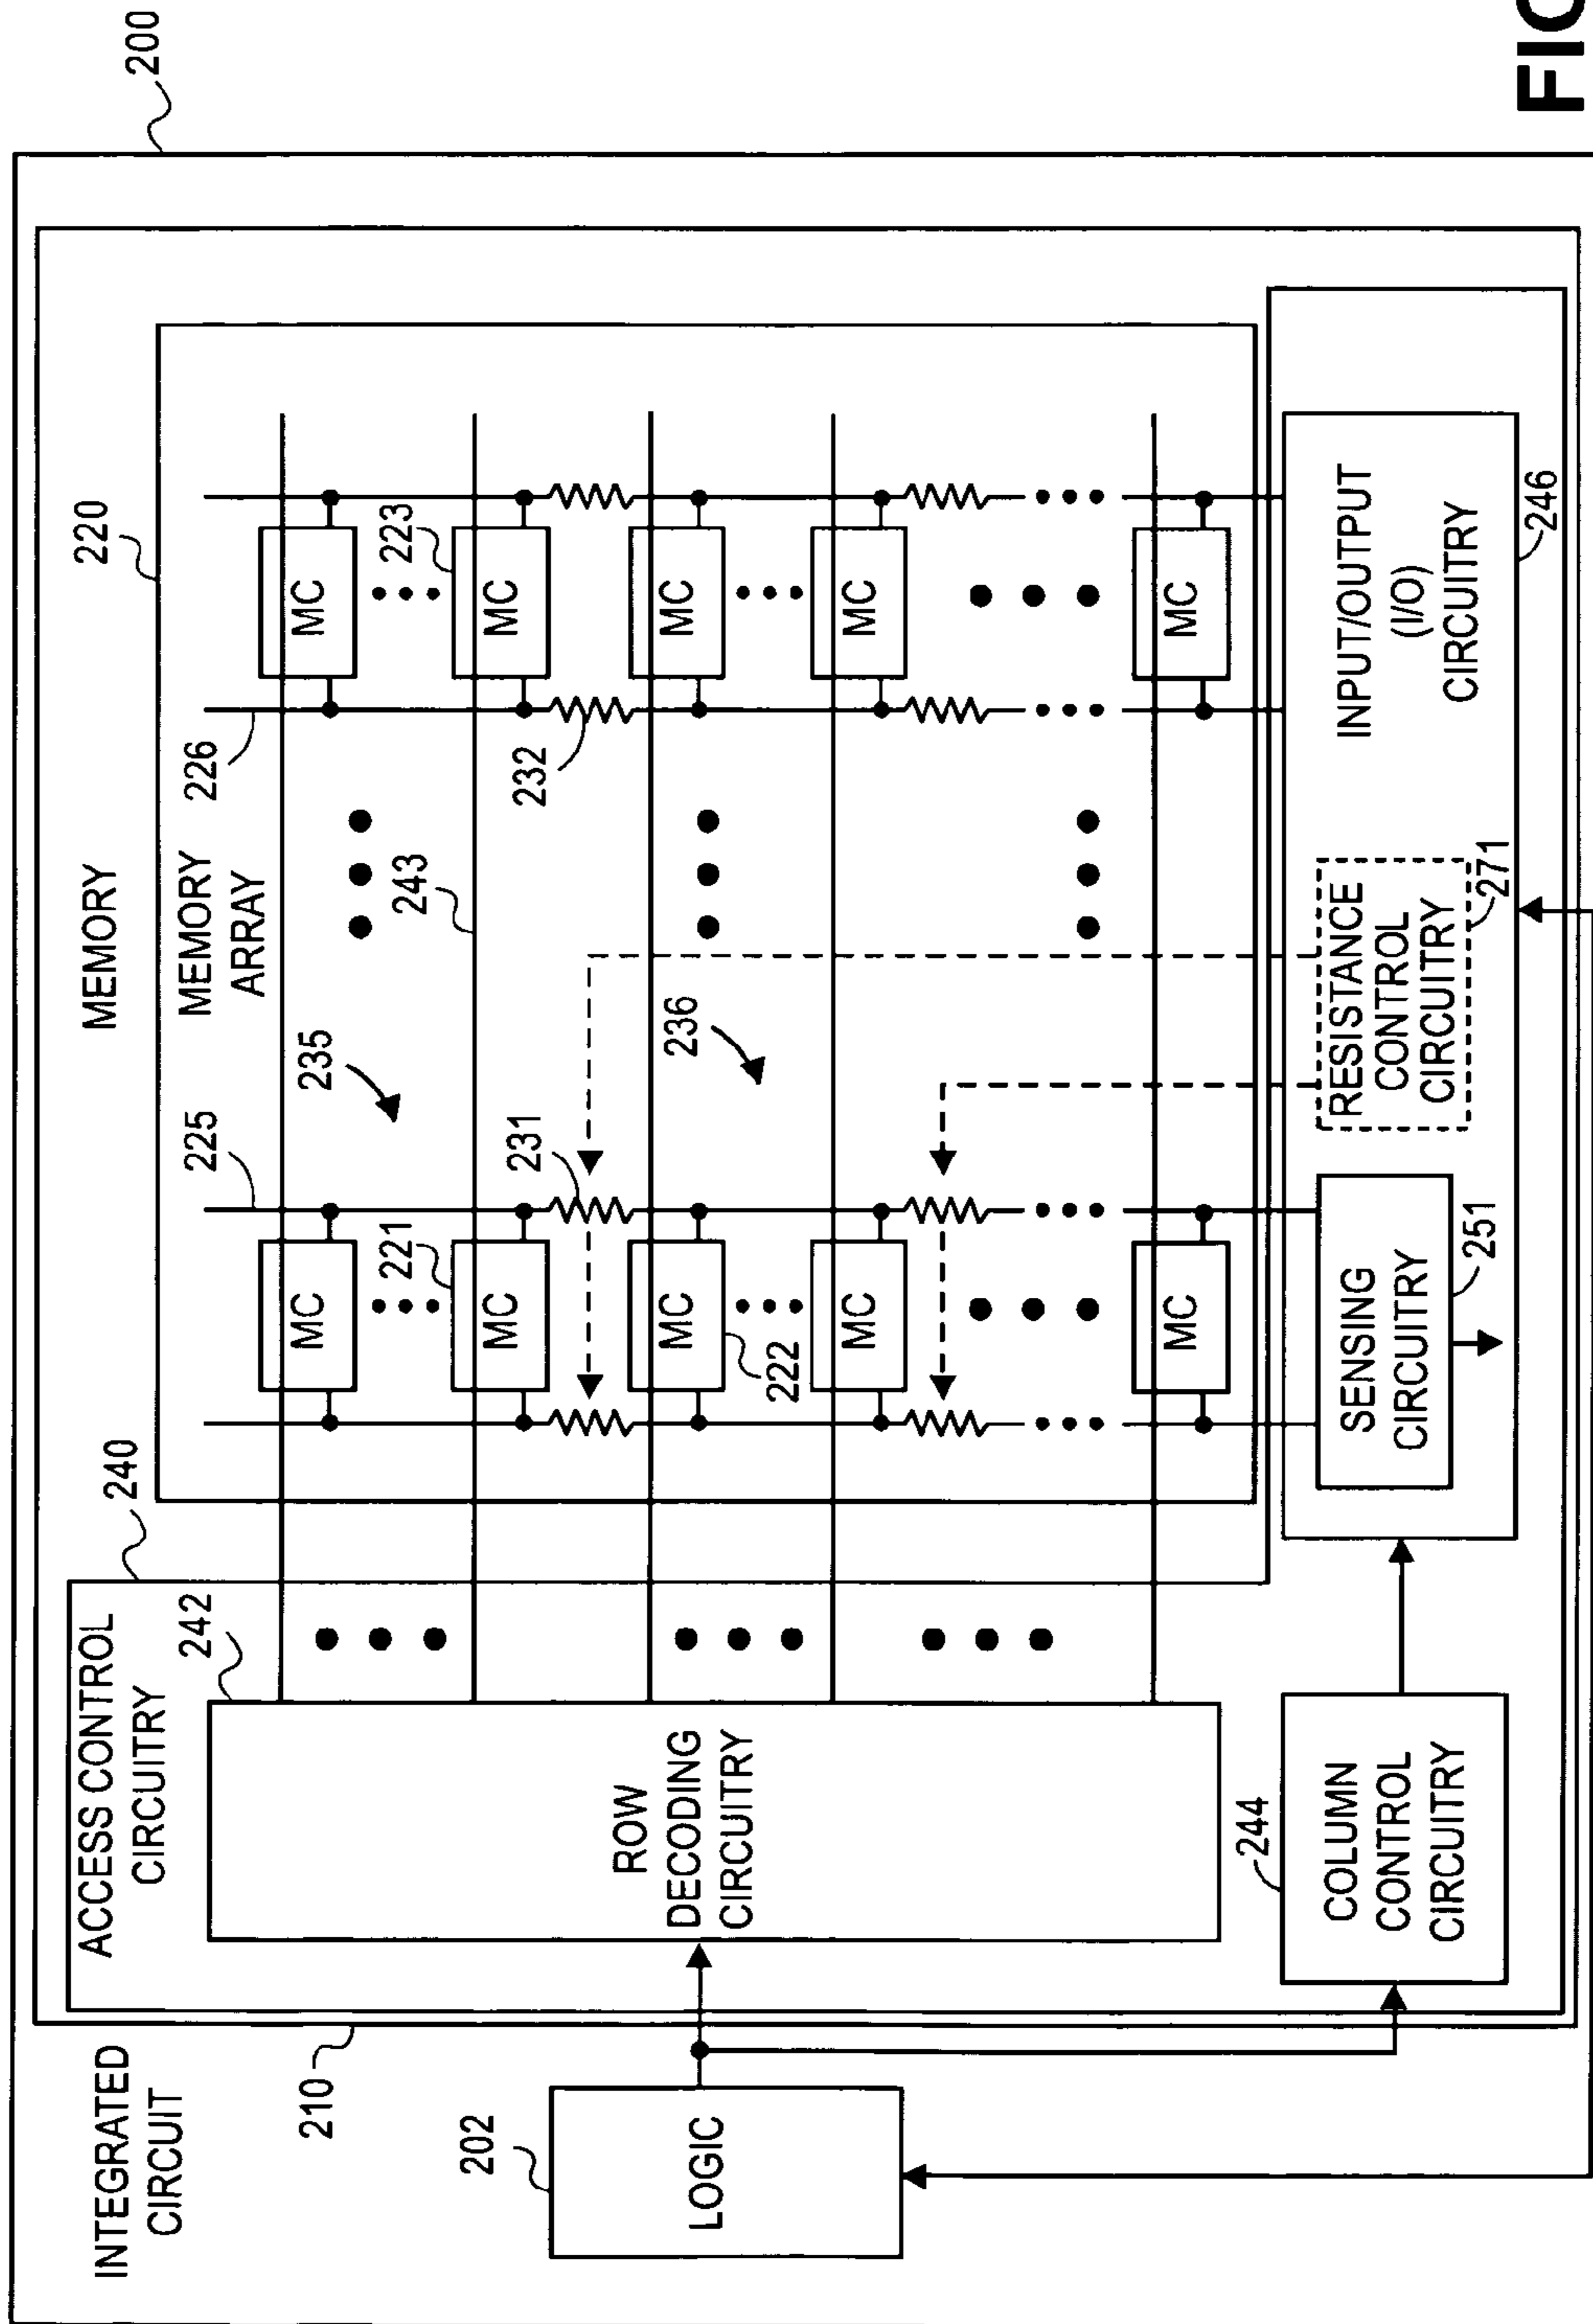 INTEGRATED
CIRCUIT
200
210
MEMORY
202
LOGIC
ACCESS CONTROL
CIRCUITRY
240
242
ROW
DECODING
CIRCUITRY
244
COLUMN
CONTROL
CIRCUITRY
220
MEMORY
ARRAY
225
226
235
243
MC
MC
221
223
MC
MC
231
232
236
MC
MC
222
MC
MC
MC
MC
SENSING
CIRCUITRY
251
RESISTANCE
CONTROL
CIRCUITRY
271
INPUT/OUTPUT
(I/O)
CIRCUITRY
246